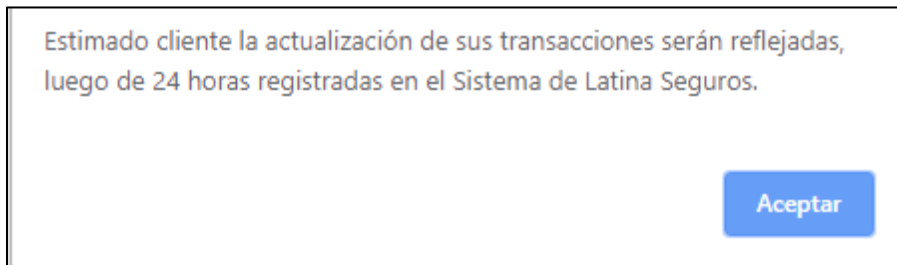 Estimado cliente la actualización de sus transacciones serán reflejadas,
luego de 24 horas registradas en el Sistema de Latina Seguros.
Aceptar